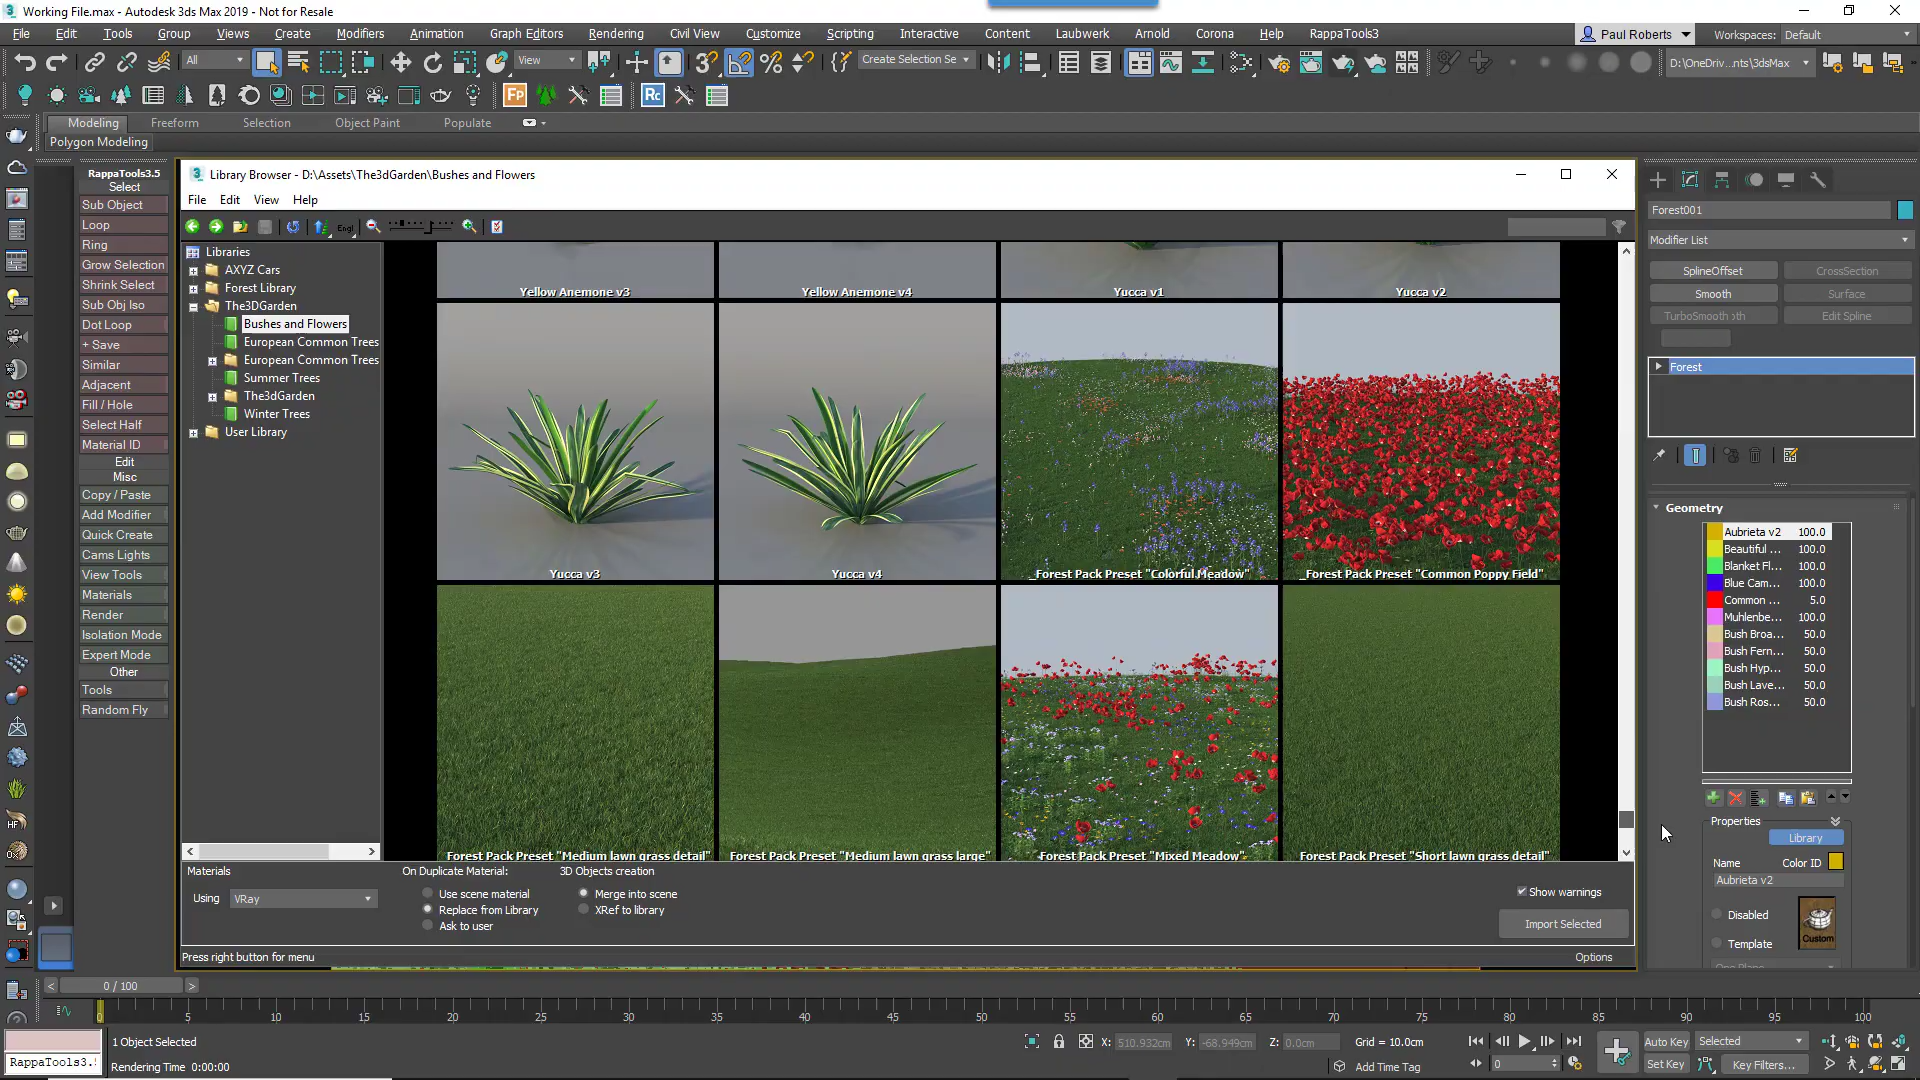 Working File.max - Autodesk 3ds Max 2019 - Not for Resale
File Edit Tools Group Views Create Modifiers Animation Graph Editors Rendering Civil View Customize Scripting Interactive Content Laubwerk Arnold Corona Help RappaTools3 Paul Roberts Workspaces: Default
All View Create Selection Se D:\OneDriv...nts\3dsMax
Fp Rc
Modeling Freeform Selection Object Paint Populate
Polygon Modeling
RappaTools3.5
Select
Sub Object
Loop
Ring
Grow Selection
Shrink Select
Sub Obj Iso
Dot Loop
+ Save
Similar
Adjacent
Fill / Hole
Select Half
Material ID
Edit
Misc
Copy / Paste
Add Modifier
Quick Create
Cams Lights
View Tools
Materials
Render
Isolation Mode
Expert Mode
Other
Tools
Random Fly
Library Browser - D:\Assets\The3dGarden\Bushes and Flowers
File Edit View Help
Engl
Libraries
AXYZ Cars
Forest Library
The3DGarden
Bushes and Flowers
European Common Trees
European Common Trees
Summer Trees
The3dGarden
Winter Trees
User Library
Yellow Anemone v3
Yellow Anemone v4
Yucca v1
Yucca v2
Yucca v3
Yucca v4
_Forest Pack Preset "Colorful Meadow"
_Forest Pack Preset "Common Poppy Field"
Forest Pack Preset "Medium lawn grass detail"
Forest Pack Preset "Medium lawn grass large"
Forest Pack Preset "Mixed Meadow"
Forest Pack Preset "Short lawn grass detail"
Materials
Using VRay
On Duplicate Material:
Use scene material
Replace from Library
Ask to user
3D Objects creation
Merge into scene
XRef to library
Show warnings
Import Selected
Press right button for menu
Options
Forest001
Modifier List
SplineOffset CrossSection
Smooth Surface
Edit Spline
Forest
Geometry
Aubrieta v2 100.0
Beautiful ... 100.0
Blanket Fl... 100.0
Blue Cam... 100.0
Common ... 5.0
Muhlenbe... 100.0
Bush Broa... 50.0
Bush Fern... 50.0
Bush Hyp... 50.0
Bush Lave... 50.0
Bush Ros... 50.0
Properties
Library
Name Color ID
Aubrieta v2
Disabled
Template
Custom
0 / 100
0 5 10 15 20 25 30 35 40 45 50 55 60 65 70 75 80 85 90 95 100
1 Object Selected
X: 510.932cm Y: -68.949cm Z: 0.0cm Grid = 10.0cm
Auto Key Selected
RappaTools3.
Rendering Time 0:00:00
Add Time Tag
0
Set Key Key Filters...